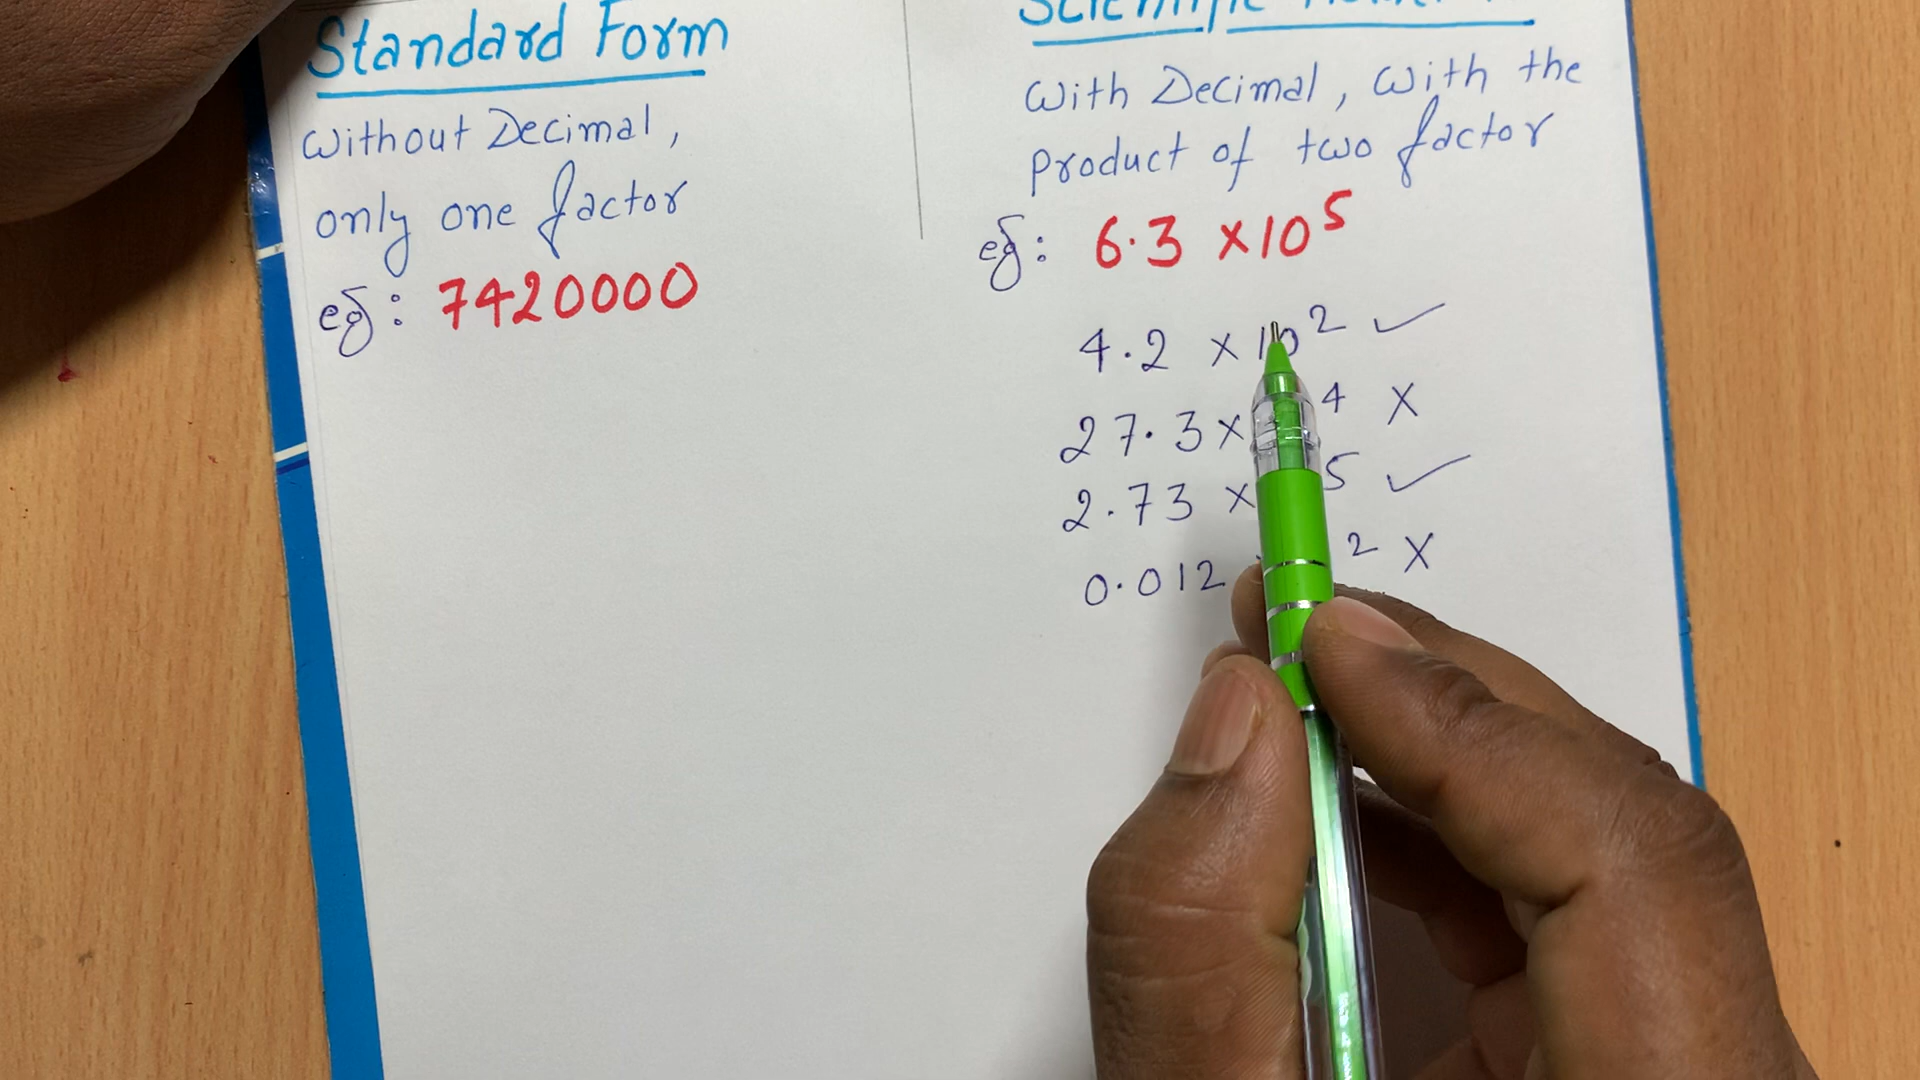 Standard Form
Without Decimal,
only one factor
eg: 7420000
Scientific
With Decimal, With the
product of two factor
eg: 6.3 ×10⁵
4.2 × 10² ✓
27.3 × ⁴ ×
2.73 × ⁵ ✓
0.012 ² ×